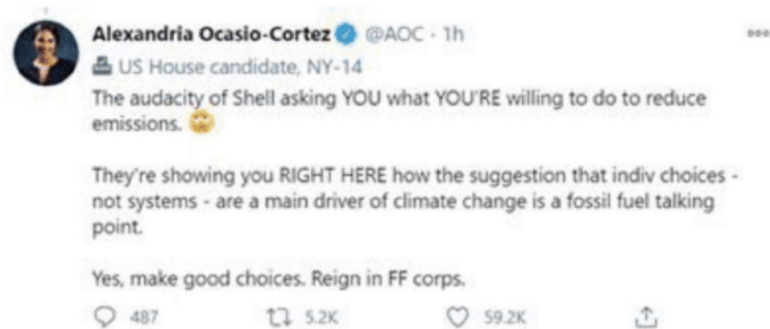 Alexandria Ocasio-Cortez @AOC · 1h
US House candidate, NY-14
The audacity of Shell asking YOU what YOU'RE willing to do to reduce
emissions.
They're showing you RIGHT HERE how the suggestion that indiv choices -
not systems - are a main driver of climate change is a fossil fuel talking
point.
Yes, make good choices. Reign in FF corps.
487 5.2K 59.2K